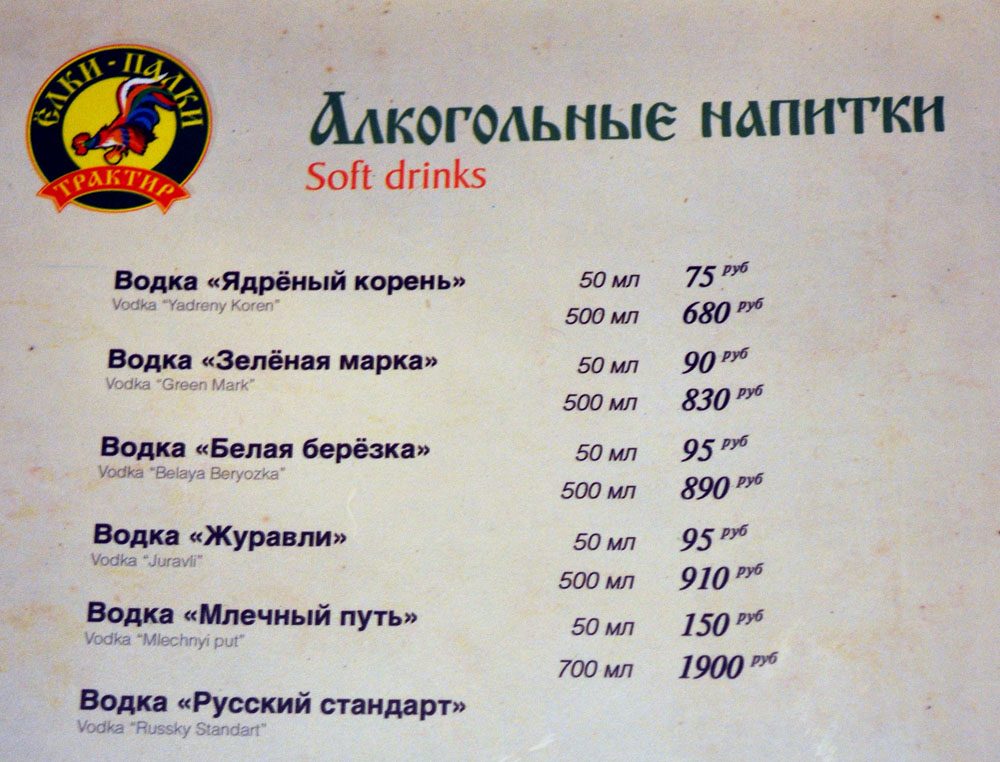 ЁЛКИ-ПАЛКИ
ТРАКТИР
Алкогольные напитки
Soft drinks
Водка «Ядрёный корень» 50 мл 75 руб
Vodka "Yadreny Koren" 500 мл 680 руб
Водка «Зелёная марка» 50 мл 90 руб
Vodka "Green Mark" 500 мл 830 руб
Водка «Белая берёзка» 50 мл 95 руб
Vodka "Belaya Beryozka" 500 мл 890 руб
Водка «Журавли» 50 мл 95 руб
Vodka "Juravli" 500 мл 910 руб
Водка «Млечный путь» 50 мл 150 руб
Vodka "Mlechnyi put" 700 мл 1900 руб
Водка «Русский стандарт»
Vodka "Russky Standart"